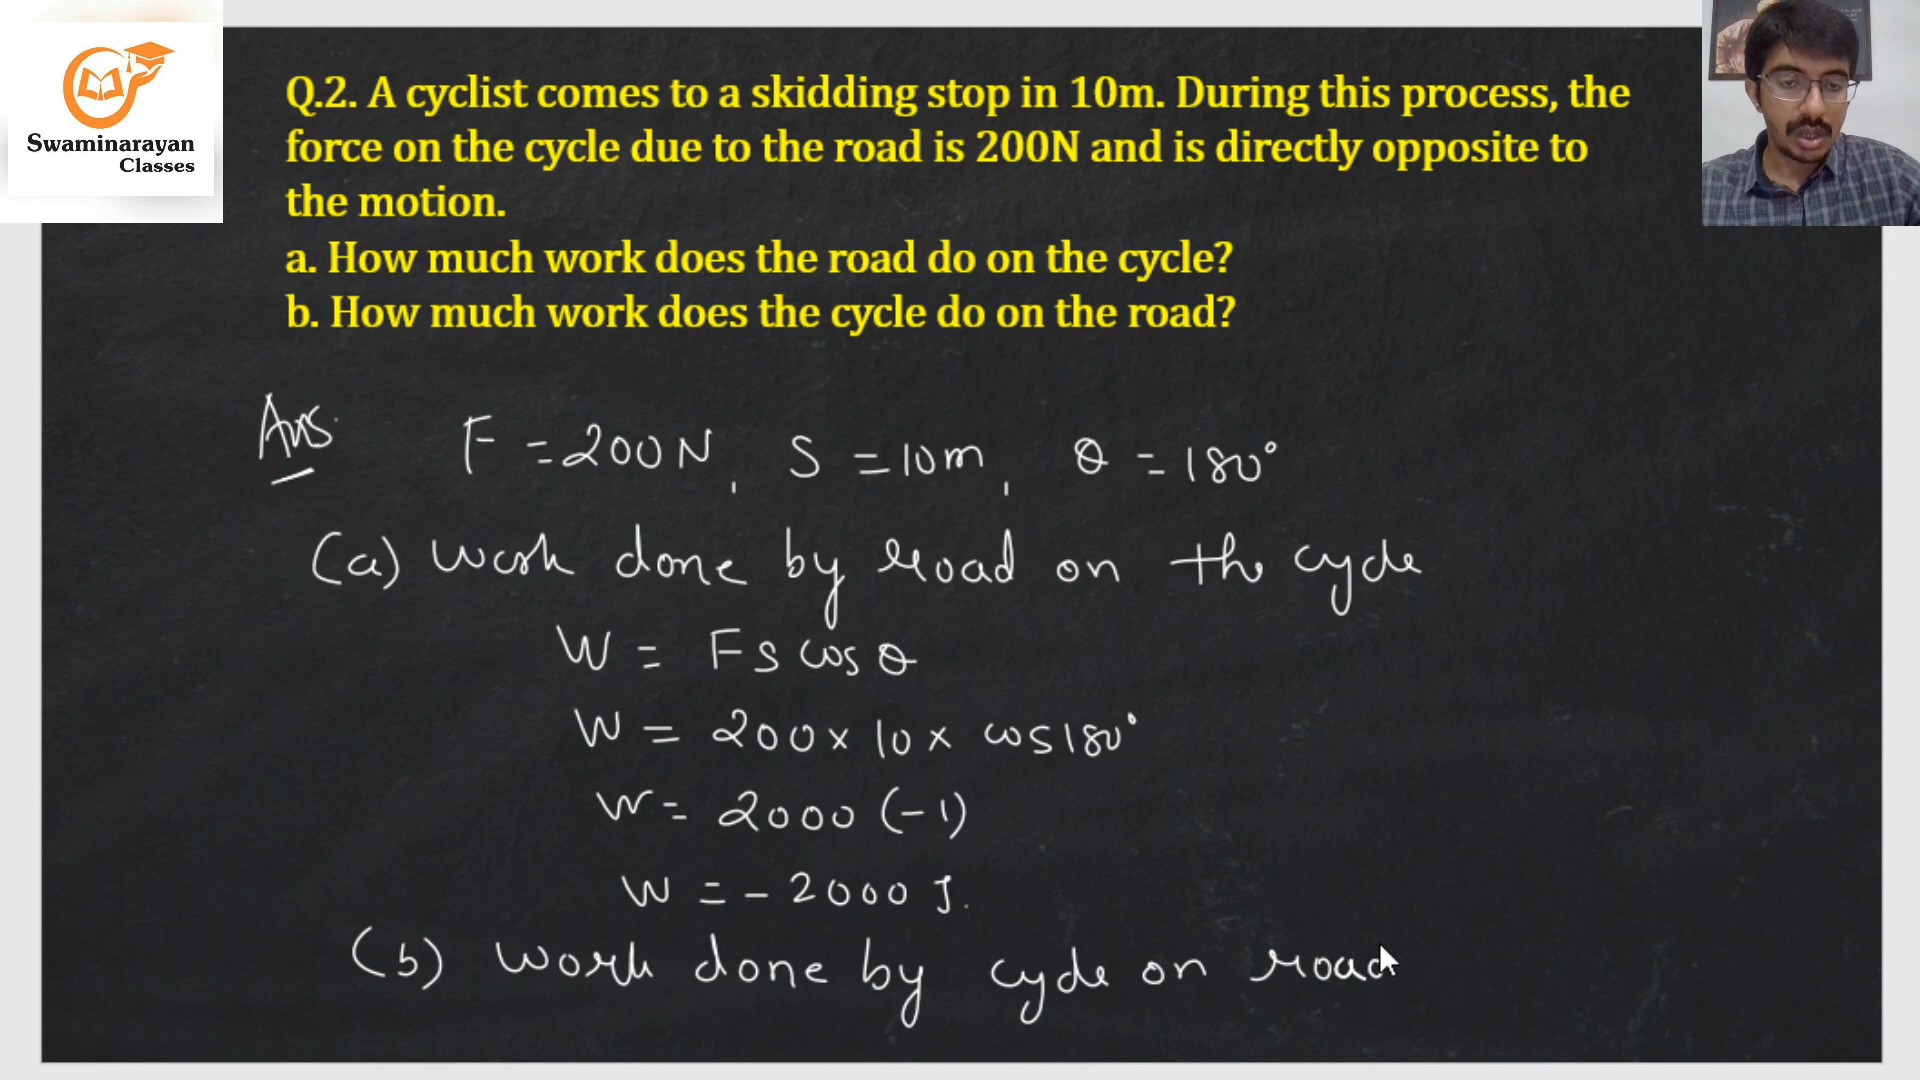 Swaminarayan
Classes
Q.2. A cyclist comes to a skidding stop in 10m. During this process, the
force on the cycle due to the road is 200N and is directly opposite to
the motion.
a. How much work does the road do on the cycle?
b. How much work does the cycle do on the road?
Ans. F = 200 N, S = 10m, θ = 180°
(a) work done by road on the cycle
W = F s cos θ
W = 200 × 10 × cos 180°
W = 2000 (-1)
W = - 2000 J.
(b) work done by cycle on road